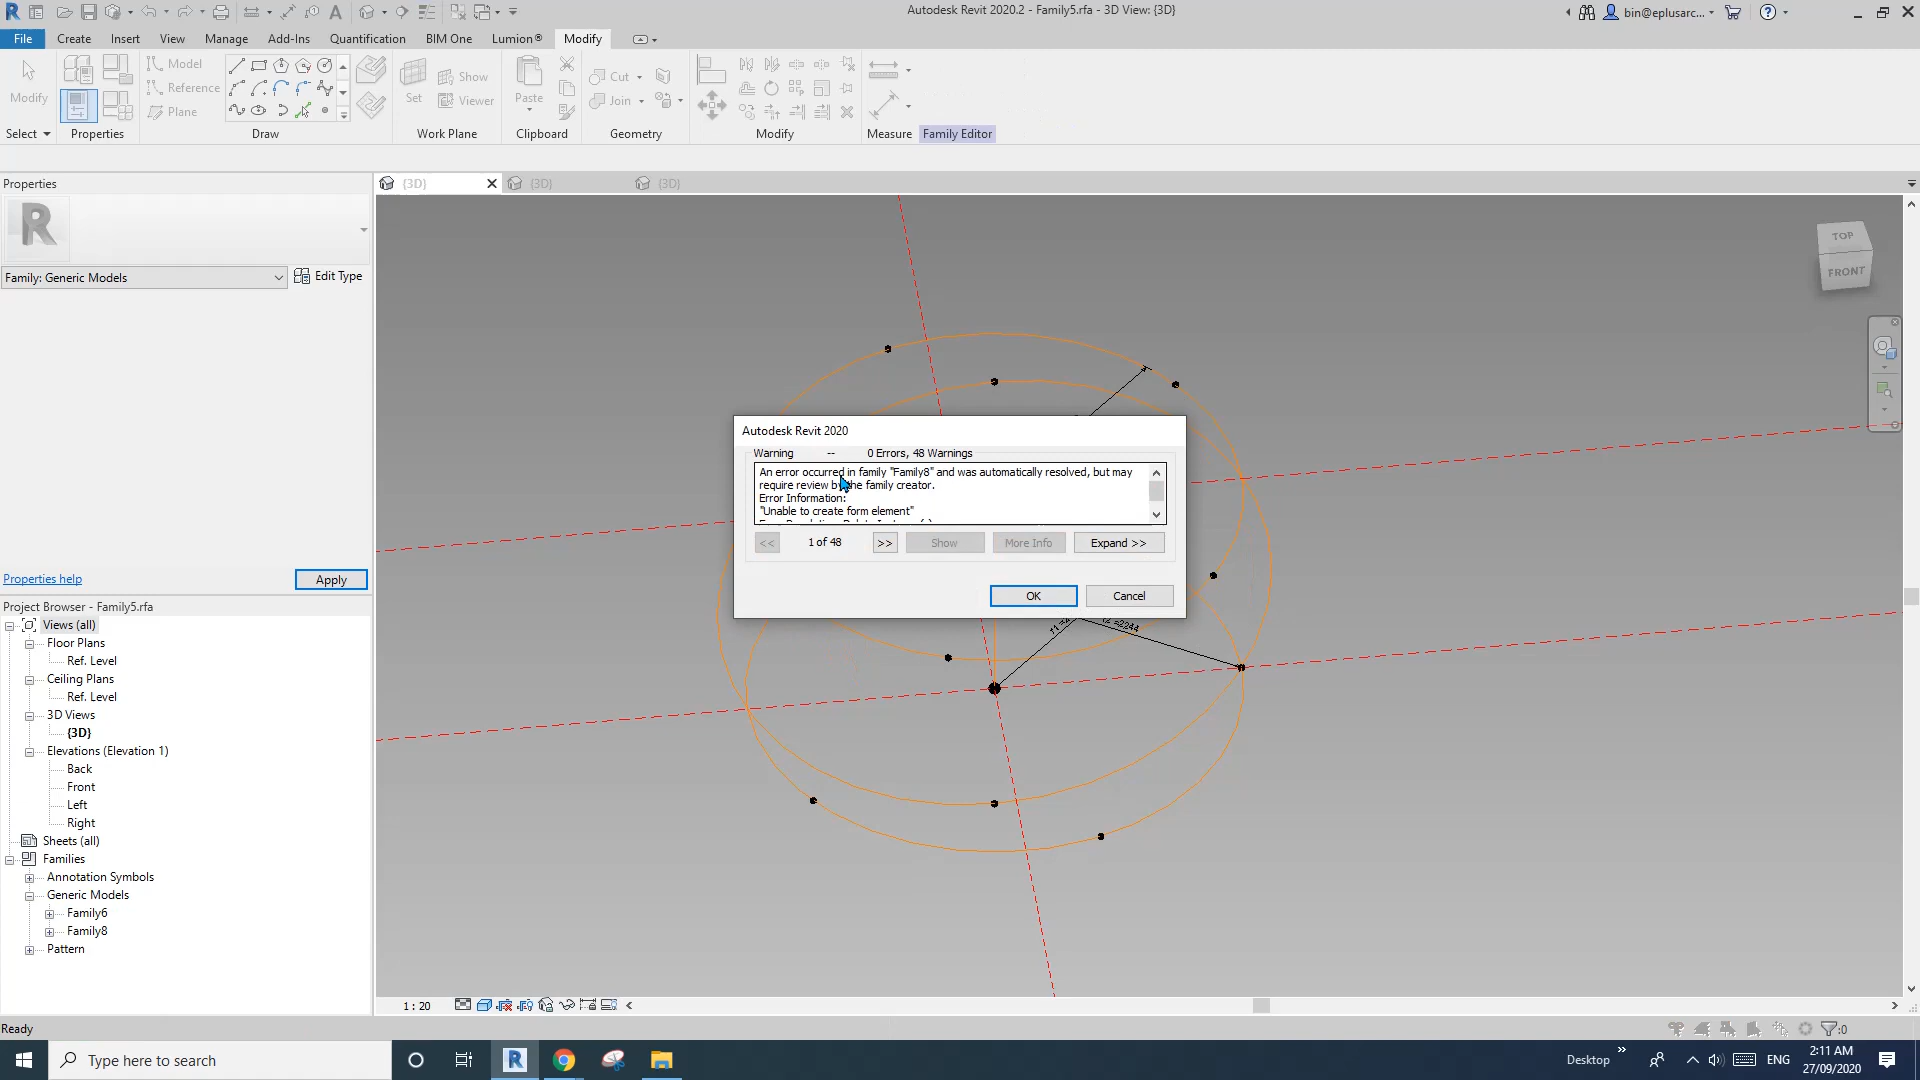 Autodesk Revit 2020.2 - Family5.rfa - 3D View: {3D}
bin@eplusarc...
File Create Insert View Manage Add-Ins Quantification BIM One Lumion® Modify
Model
Reference
Plane
Modify
Set
Show
Viewer
Paste
Cut
Join
Select Properties Draw Work Plane Clipboard Geometry Modify Measure Family Editor
Properties
{3D} {3D} {3D}
Family: Generic Models
Edit Type
TOP
FRONT
Autodesk Revit 2020
Warning -- 0 Errors, 48 Warnings
An error occurred in family "Family8" and was automatically resolved, but may
require review by the family creator.
Error Information:
"Unable to create form element"
<< 1 of 48 >> Show More Info Expand >>
OK Cancel
Properties help
Apply
Project Browser - Family5.rfa
Views (all)
Floor Plans
Ref. Level
Ceiling Plans
Ref. Level
3D Views
{3D}
Elevations (Elevation 1)
Back
Front
Left
Right
Sheets (all)
Families
Annotation Symbols
Generic Models
Family6
Family8
Pattern
1 : 20
Ready
:0
Type here to search
Desktop
ENG
2:11 AM
27/09/2020